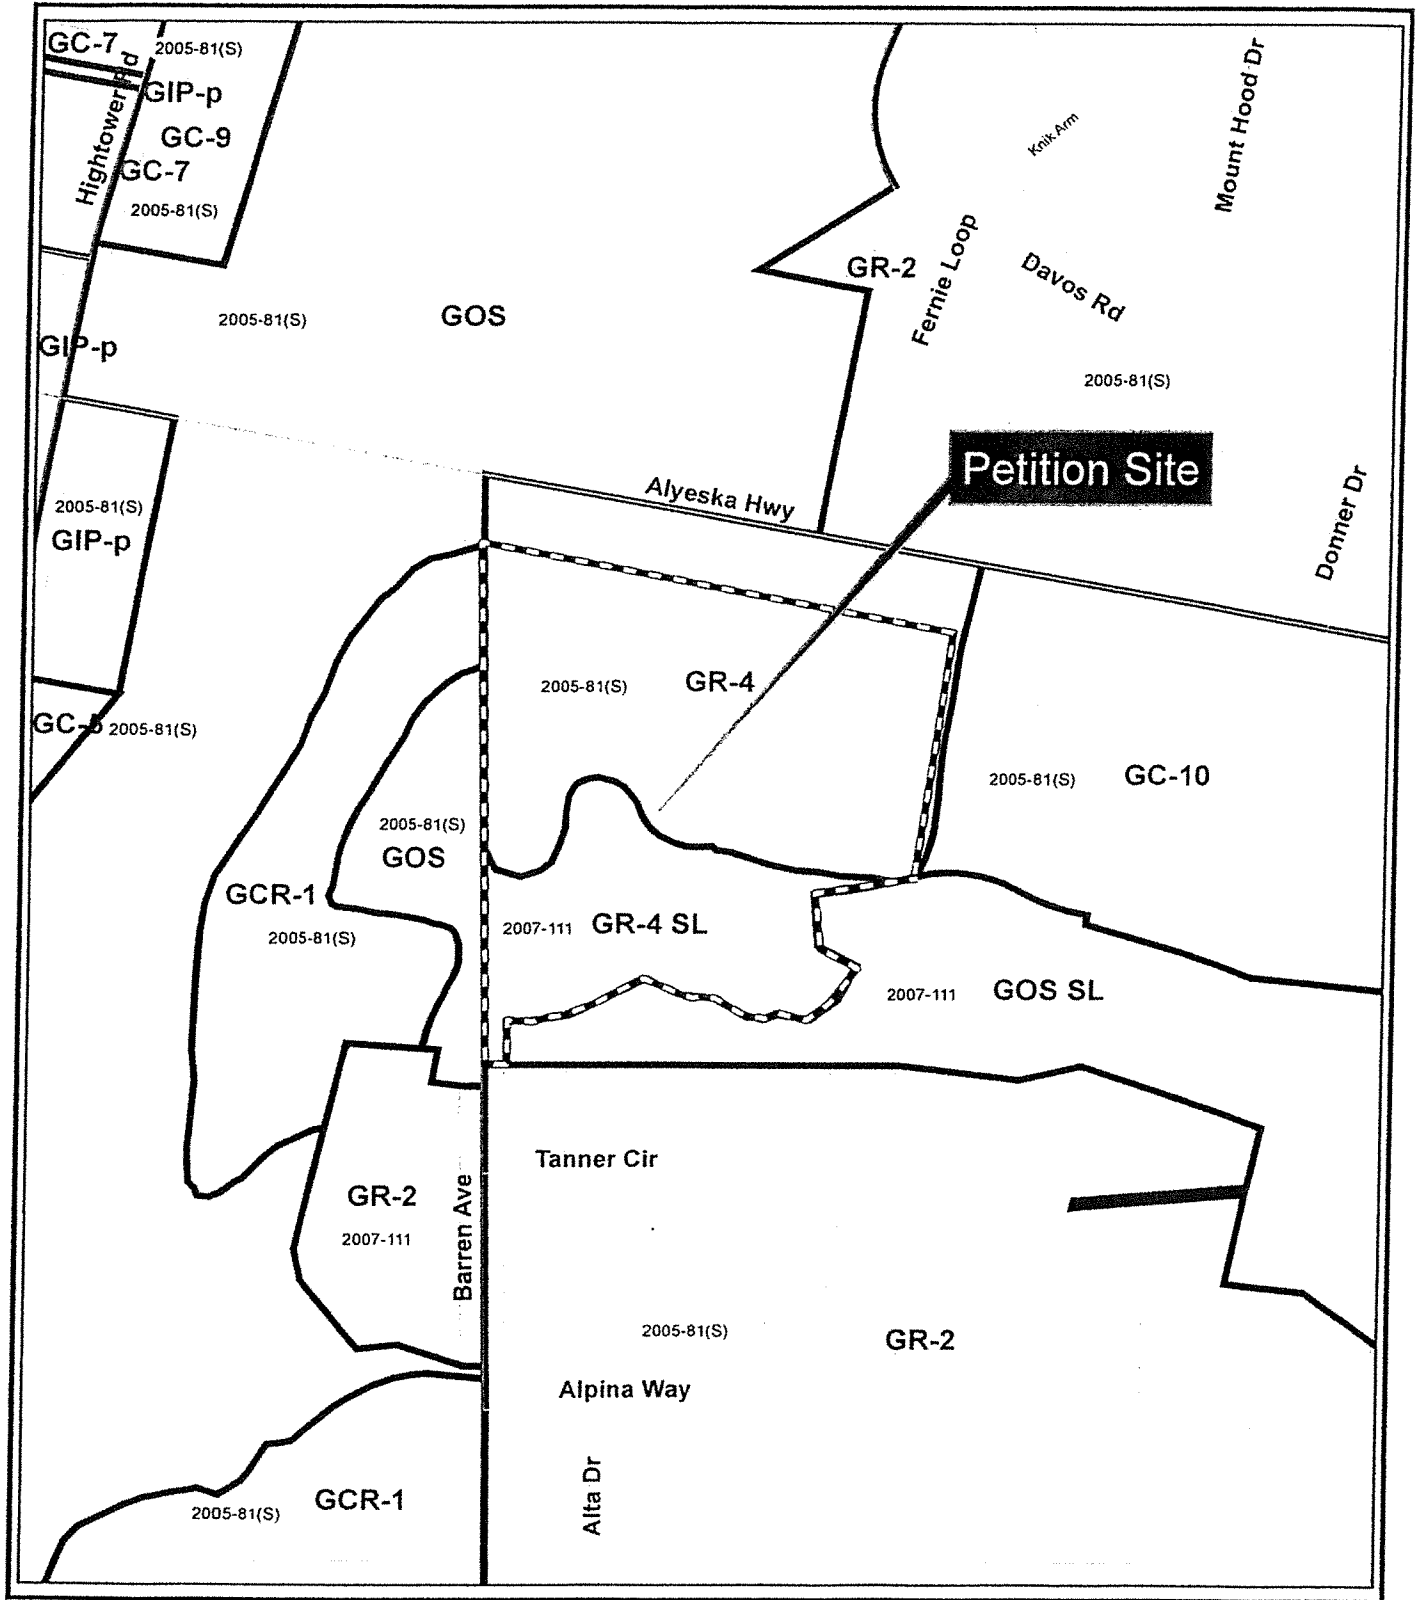 GC-7
2005-81(S)
Hightower Rd
GIP-p
GC-9
GC-7
2005-81(S)
Mount Hood Dr
Knik Arm
GR-2
Fernie Loop
Davos Rd
2005-81(S)
GOS
GIP-p
2005-81(S)
Petition Site
Alyeska Hwy
Donner Dr
2005-81(S)
GIP-p
2005-81(S)
GR-4
GC-5
2005-81(S)
2005-81(S)
GC-10
2005-81(S)
GOS
GCR-1
2005-81(S)
2007-111
GR-4 SL
2007-111
GOS SL
Tanner Cir
GR-2
2007-111
Barren Ave
2005-81(S)
GR-2
Alpina Way
Alta Dr
GCR-1
2005-81(S)